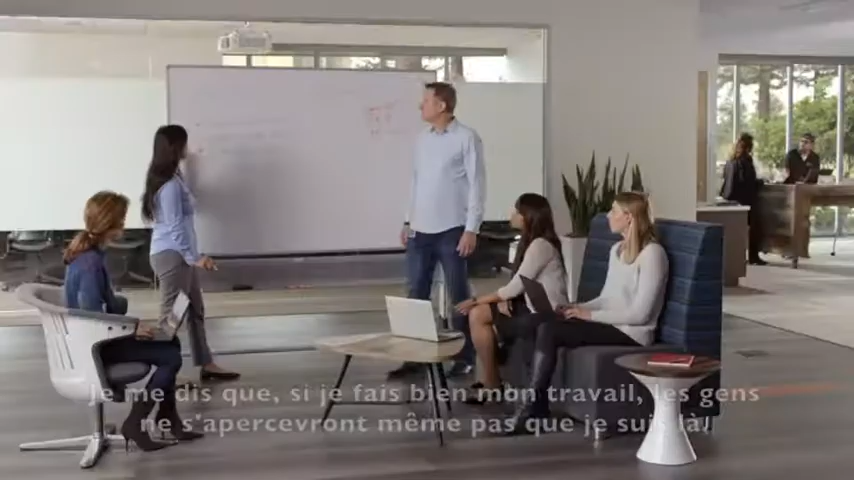 Je me dis que, si je fais bien mon travail, les gens
ne s'apercevront même pas que je suis là!